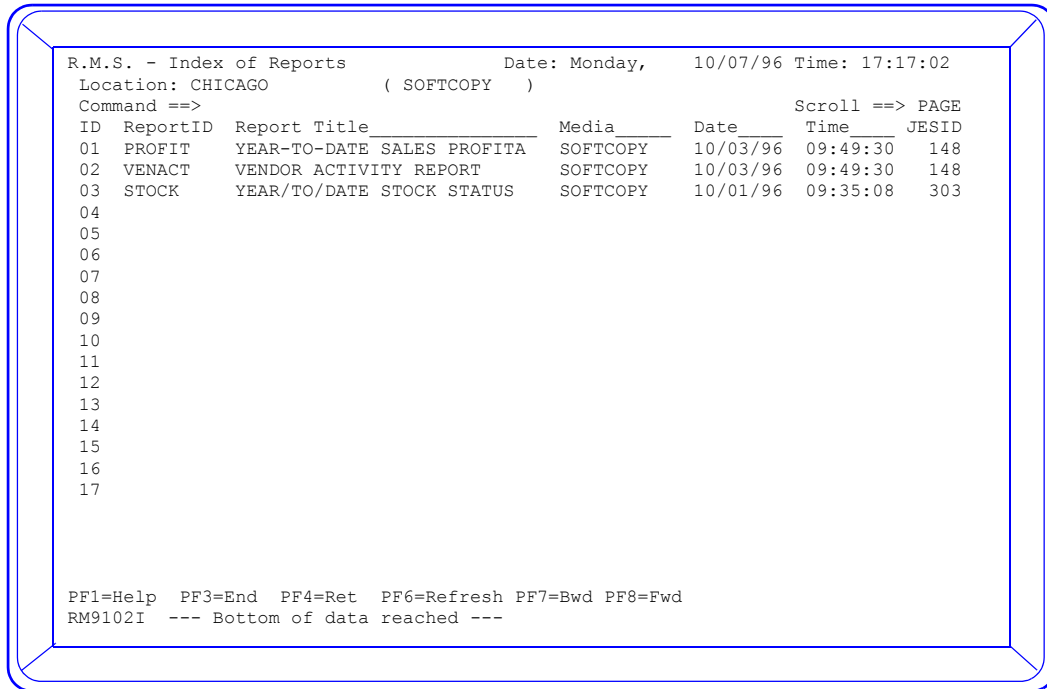 R.M.S. - Index of Reports Date: Monday, 10/07/96 Time: 17:17:02
Location: CHICAGO ( SOFTCOPY )
Command ==> Scroll ==> PAGE
ID ReportID Report Title_______________ Media_____ Date____ Time____ JESID
01 PROFIT YEAR-TO-DATE SALES PROFITA SOFTCOPY 10/03/96 09:49:30 148
02 VENACT VENDOR ACTIVITY REPORT SOFTCOPY 10/03/96 09:49:30 148
03 STOCK YEAR/TO/DATE STOCK STATUS SOFTCOPY 10/01/96 09:35:08 303
04
05
06
07
08
09
10
11
12
13
14
15
16
17
PF1=Help PF3=End PF4=Ret PF6=Refresh PF7=Bwd PF8=Fwd
RM9102I --- Bottom of data reached ---